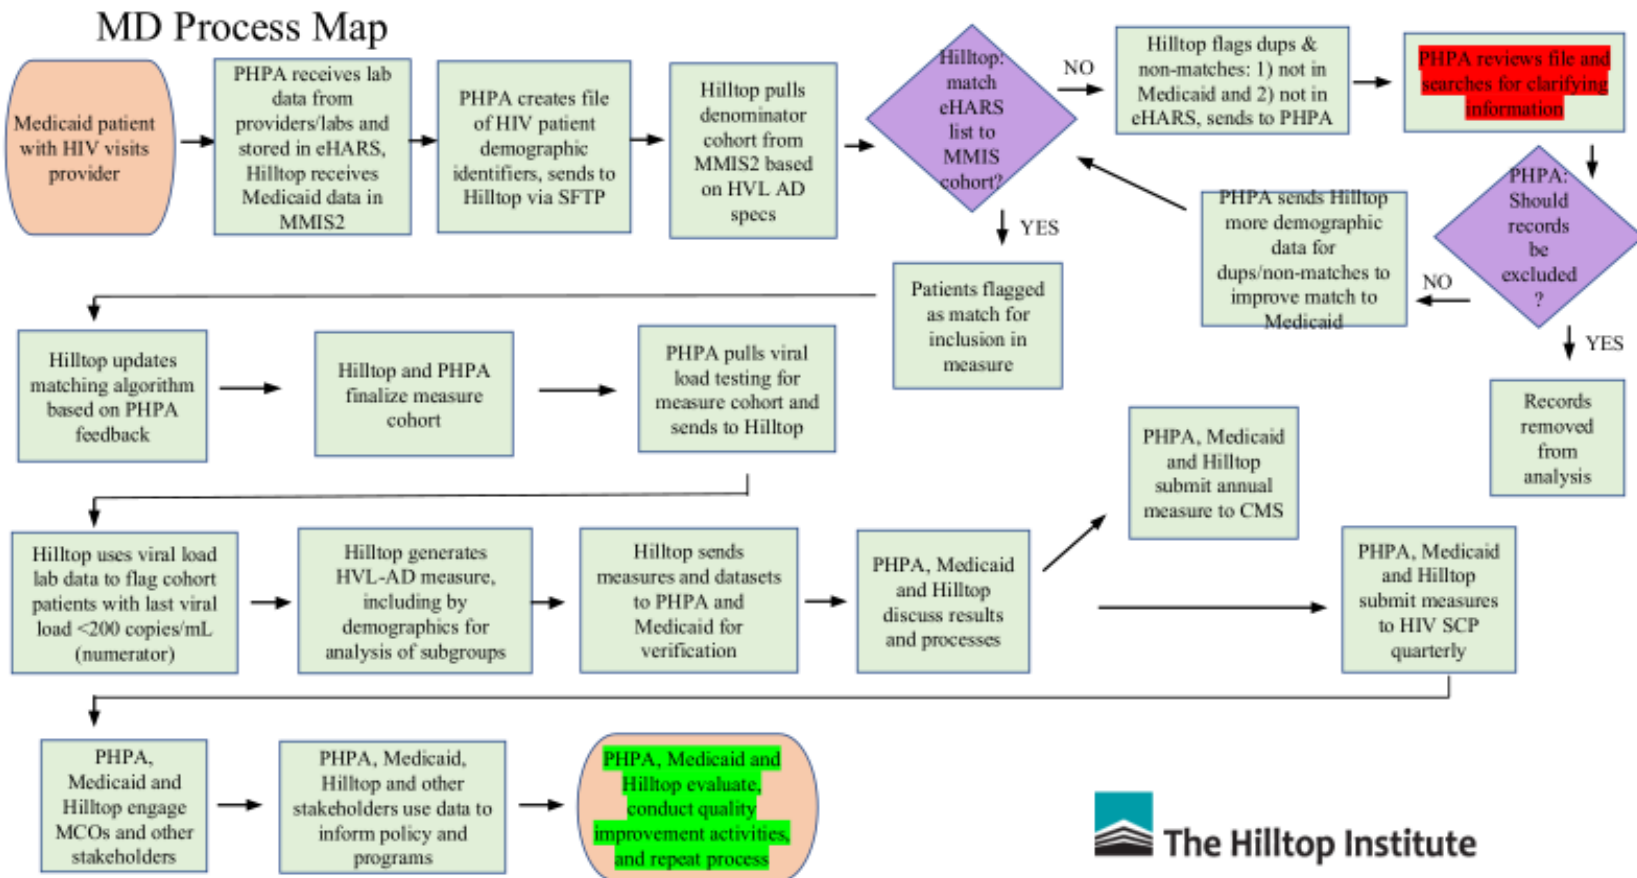 MD Process Map
Medicaid patient
with HIV visits
provider
PHPA receives lab
data from
providers/labs and
stored in eHARS,
Hilltop receives
Medicaid data in
MMIS2
PHPA creates file
of HIV patient
demographic
identifiers, sends to
Hilltop via SFTP
Hilltop pulls
denominator
cohort from
MMIS2 based
on HVL AD
specs
Hilltop:
match
eHARS
list to
MMIS
cohort?
NO
Hilltop flags dups &
non-matches: 1) not in
Medicaid and 2) not in
eHARS, sends to PHPA
PHPA reviews file and
searches for clarifying
information
PHPA:
Should
records
be
excluded
?
NO
PHPA sends Hilltop
more demographic
data for
dups/non-matches to
improve match to
Medicaid
YES
Records
removed
from
analysis
YES
Patients flagged
as match for
inclusion in
measure
Hilltop updates
matching algorithm
based on PHPA
feedback
Hilltop and PHPA
finalize measure
cohort
PHPA pulls viral
load testing for
measure cohort and
sends to Hilltop
Hilltop uses viral load
lab data to flag cohort
patients with last viral
load <200 copies/mL
(numerator)
Hilltop generates
HVL-AD measure,
including by
demographics for
analysis of subgroups
Hilltop sends
measures and datasets
to PHPA and
Medicaid for
verification
PHPA, Medicaid
and Hilltop
discuss results
and processes
PHPA, Medicaid
and Hilltop
submit annual
measure to CMS
PHPA, Medicaid
and Hilltop
submit measures
to HIV SCP
quarterly
PHPA,
Medicaid and
Hilltop engage
MCOs and other
stakeholders
PHPA, Medicaid,
Hilltop and other
stakeholders use data to
inform policy and
programs
PHPA, Medicaid and
Hilltop evaluate,
conduct quality
improvement activities,
and repeat process
The Hilltop Institute